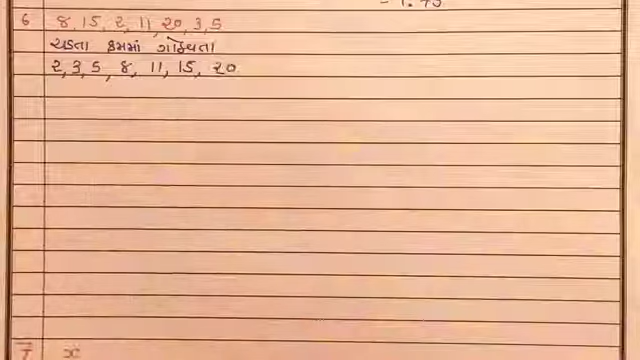 = 1.45
6 8, 15, 2, 11, 20, 3, 5
ચડતા ક્રમમાં ગોઠવતા
2, 3, 5, 8, 11, 15, 20
7 x